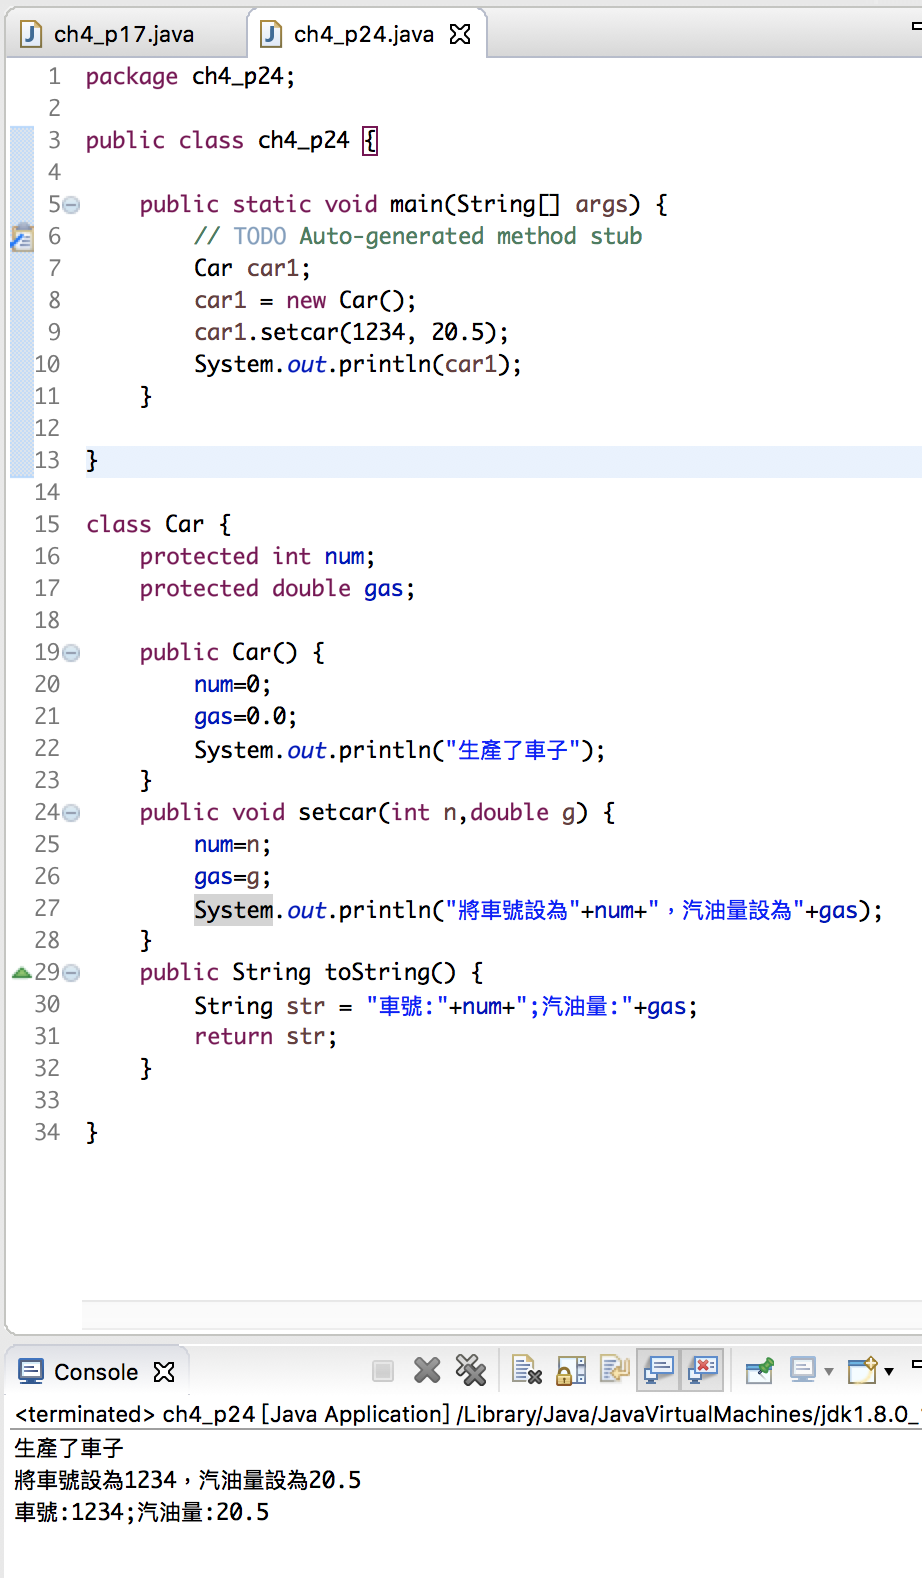 ch4_p17.java ch4_p24.java
1 package ch4_p24;
2
3 public class ch4_p24 {
4
5 public static void main(String[] args) {
6 // TODO Auto-generated method stub
7 Car car1;
8 car1 = new Car();
9 car1.setcar(1234, 20.5);
10 System.out.println(car1);
11 }
12
13 }
14
15 class Car {
16 protected int num;
17 protected double gas;
18
19 public Car() {
20 num=0;
21 gas=0.0;
22 System.out.println("生產了車子");
23 }
24 public void setcar(int n,double g) {
25 num=n;
26 gas=g;
27 System.out.println("將車號設為"+num+"，汽油量設為"+gas);
28 }
29 public String toString() {
30 String str = "車號:"+num+";汽油量:"+gas;
31 return str;
32 }
33
34 }
Console
<terminated> ch4_p24 [Java Application] /Library/Java/JavaVirtualMachines/jdk1.8.0_
生產了車子
將車號設為1234，汽油量設為20.5
車號:1234;汽油量:20.5